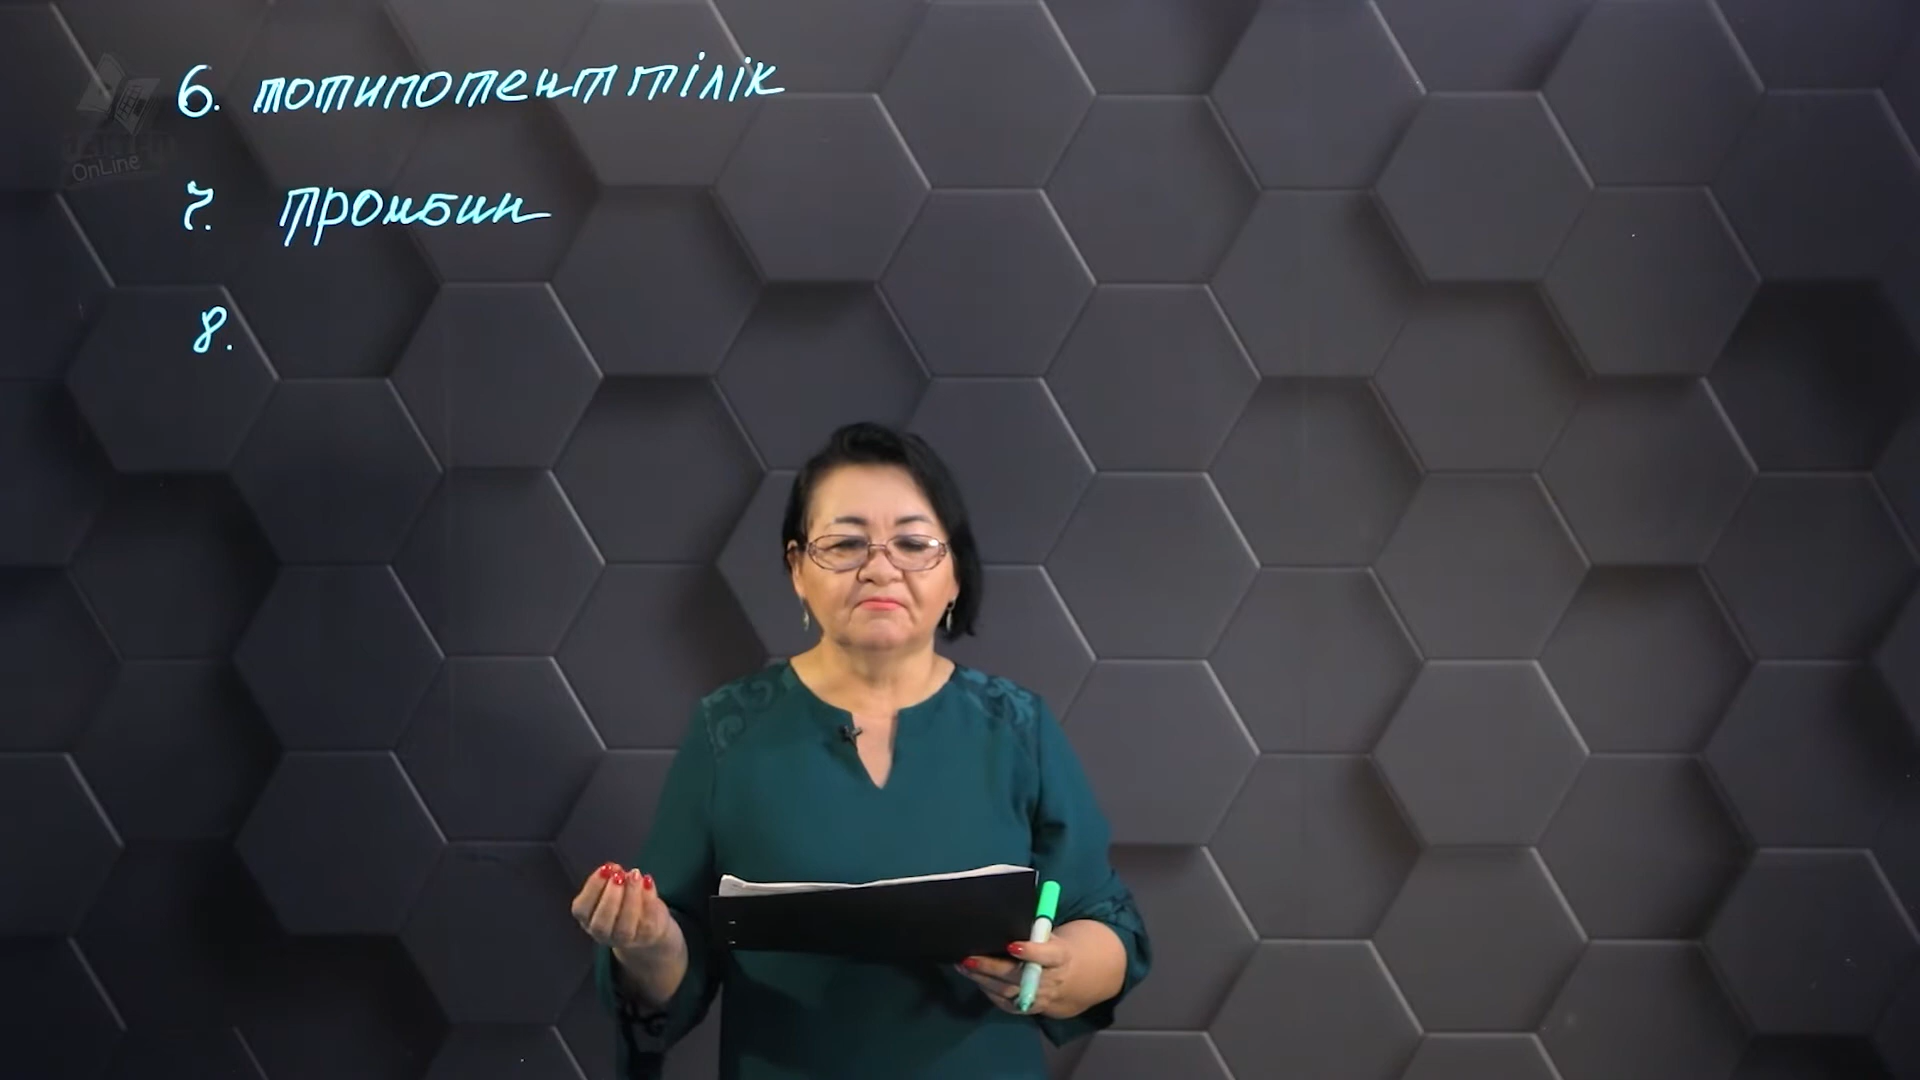 OnLine
6. тотипотенттілік
7. тромбин
8.